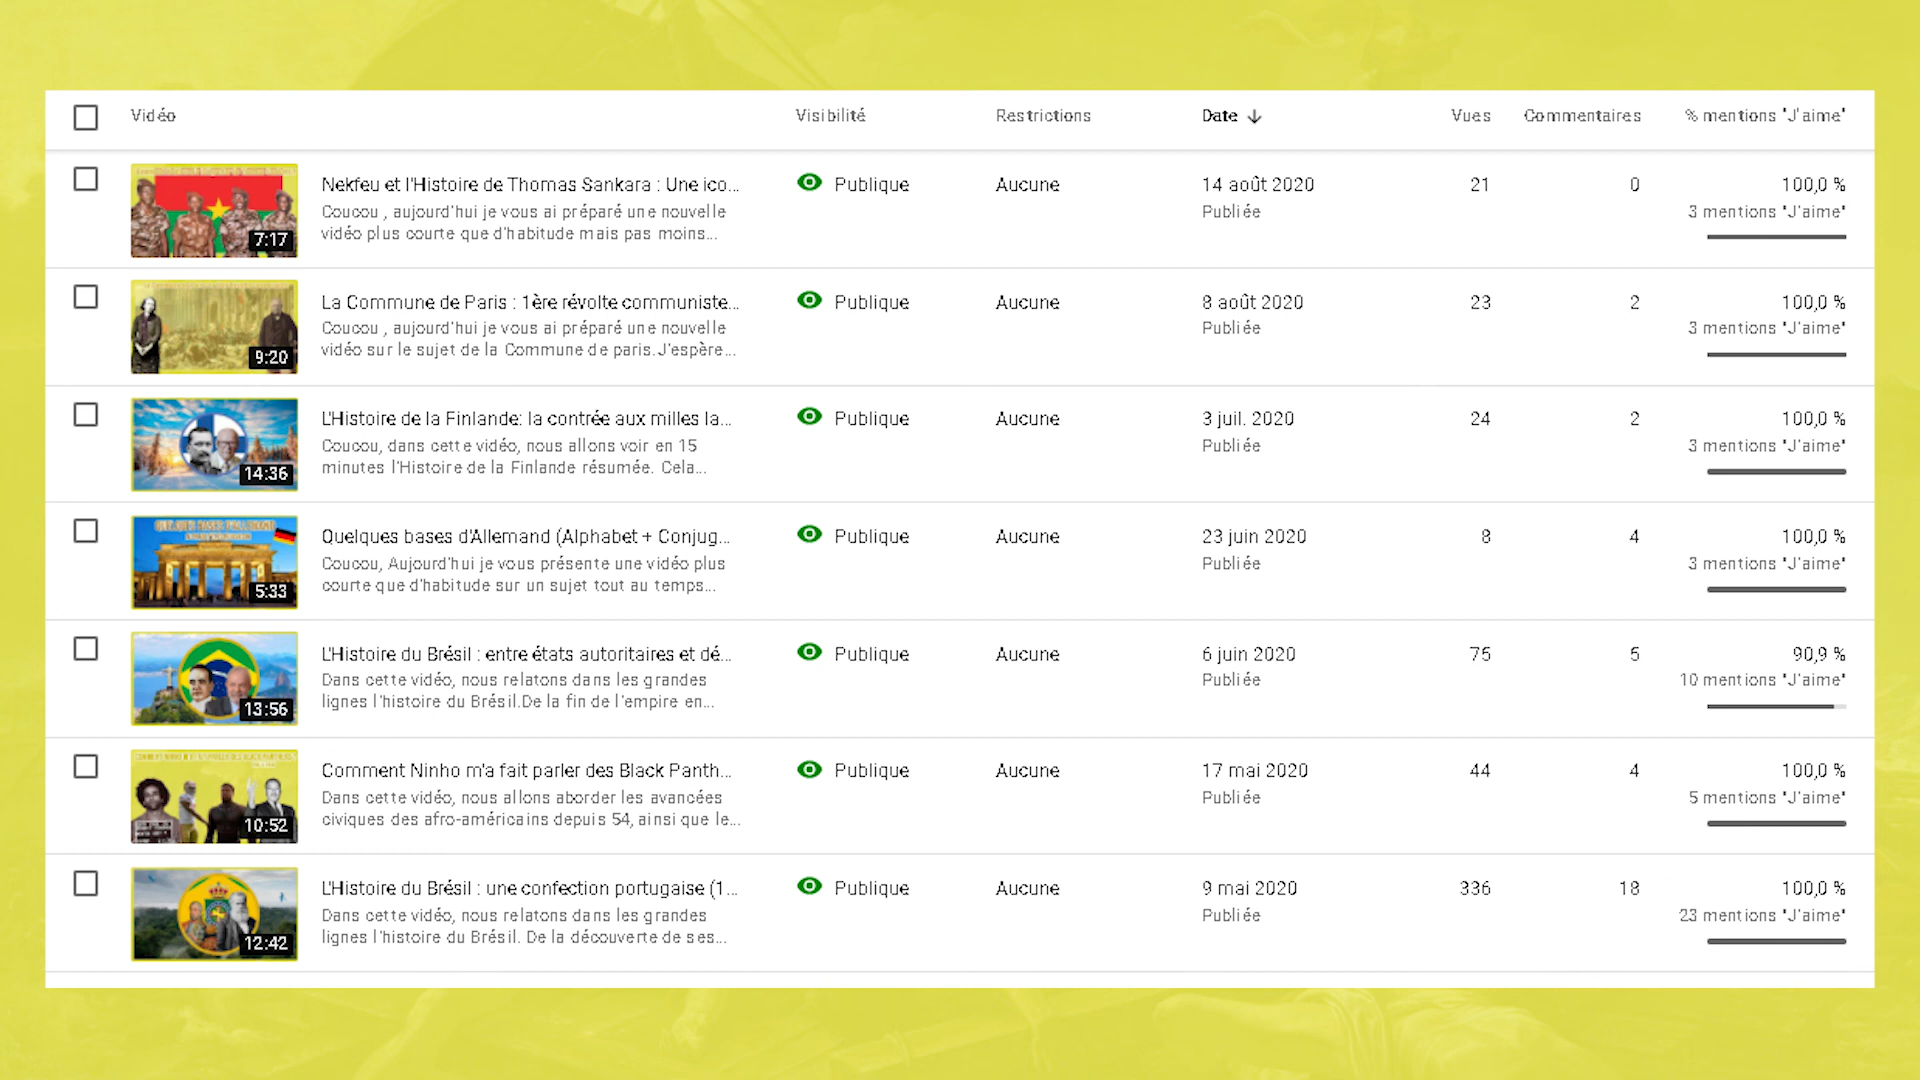 Vidéo Visibilité Restrictions Date Vues Commentaires % mentions "J'aime"
Nekfeu et l'Histoire de Thomas Sankara : Une ico... Publique Aucune 14 août 2020 21 0 100,0 %
Coucou , aujourd'hui je vous ai préparé une nouvelle Publiée 3 mentions "J'aime"
vidéo plus courte que d'habitude mais pas moins...
7:17
La Commune de Paris : 1ère révolte communiste... Publique Aucune 8 août 2020 23 2 100,0 %
Coucou , aujourd'hui je vous ai préparé une nouvelle Publiée 3 mentions "J'aime"
vidéo sur le sujet de la Commune de paris.J'espère...
9:20
L'Histoire de la Finlande: la contrée aux milles la... Publique Aucune 3 juil. 2020 24 2 100,0 %
Coucou, dans cette vidéo, nous allons voir en 15 Publiée 3 mentions "J'aime"
minutes l'Histoire de la Finlande résumée. Cela...
14:36
Quelques bases d'Allemand (Alphabet + Conjug... Publique Aucune 23 juin 2020 8 4 100,0 %
Coucou, Aujourd'hui je vous présente une vidéo plus Publiée 3 mentions "J'aime"
courte que d'habitude sur un sujet tout au temps...
5:33
L'Histoire du Brésil : entre états autoritaires et dé... Publique Aucune 6 juin 2020 75 5 90,9 %
Dans cette vidéo, nous relatons dans les grandes Publiée 10 mentions "J'aime"
lignes l'histoire du Brésil.De la fin de l'empire en...
13:56
Comment Ninho m'a fait parler des Black Panth... Publique Aucune 17 mai 2020 44 4 100,0 %
Dans cette vidéo, nous allons aborder les avancées Publiée 5 mentions "J'aime"
civiques des afro-américains depuis 54, ainsi que le...
10:52
L'Histoire du Brésil : une confection portugaise (1... Publique Aucune 9 mai 2020 336 18 100,0 %
Dans cette vidéo, nous relatons dans les grandes Publiée 23 mentions "J'aime"
lignes l'histoire du Brésil. De la découverte de ses...
12:42